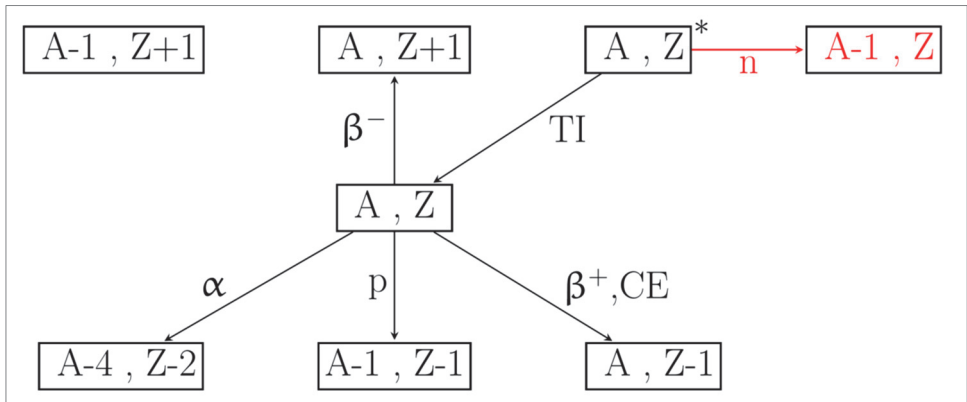 A-1 , Z+1
A , Z+1
A , Z*
n
A-1 , Z
β⁻
TI
A , Z
α
p
β⁺,CE
A-4 , Z-2
A-1 , Z-1
A , Z-1